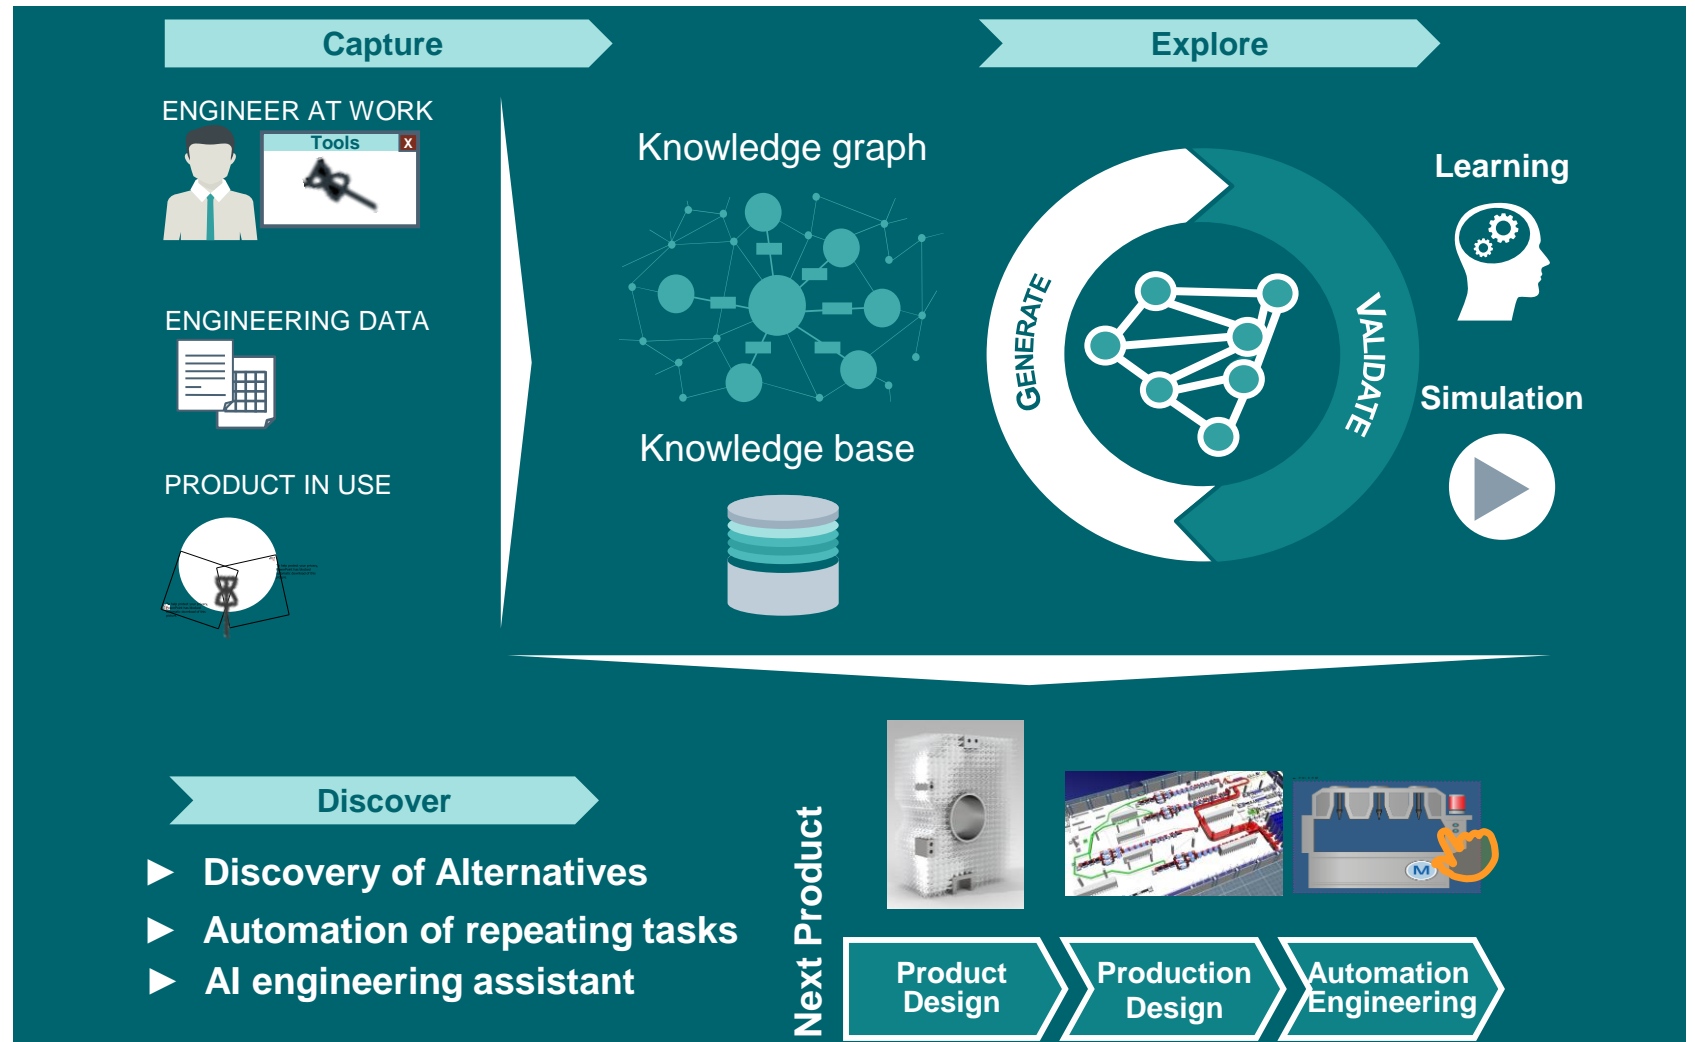 Capture
Explore
ENGINEER AT WORK
Tools
X
ENGINEERING DATA
PRODUCT IN USE
Knowledge graph
Knowledge base
GENERATE
VALIDATE
Learning
Simulation
Discover
► Discovery of Alternatives
► Automation of repeating tasks
► AI engineering assistant
Next Product
M
Product
Design
Production
Design
Automation
Engineering